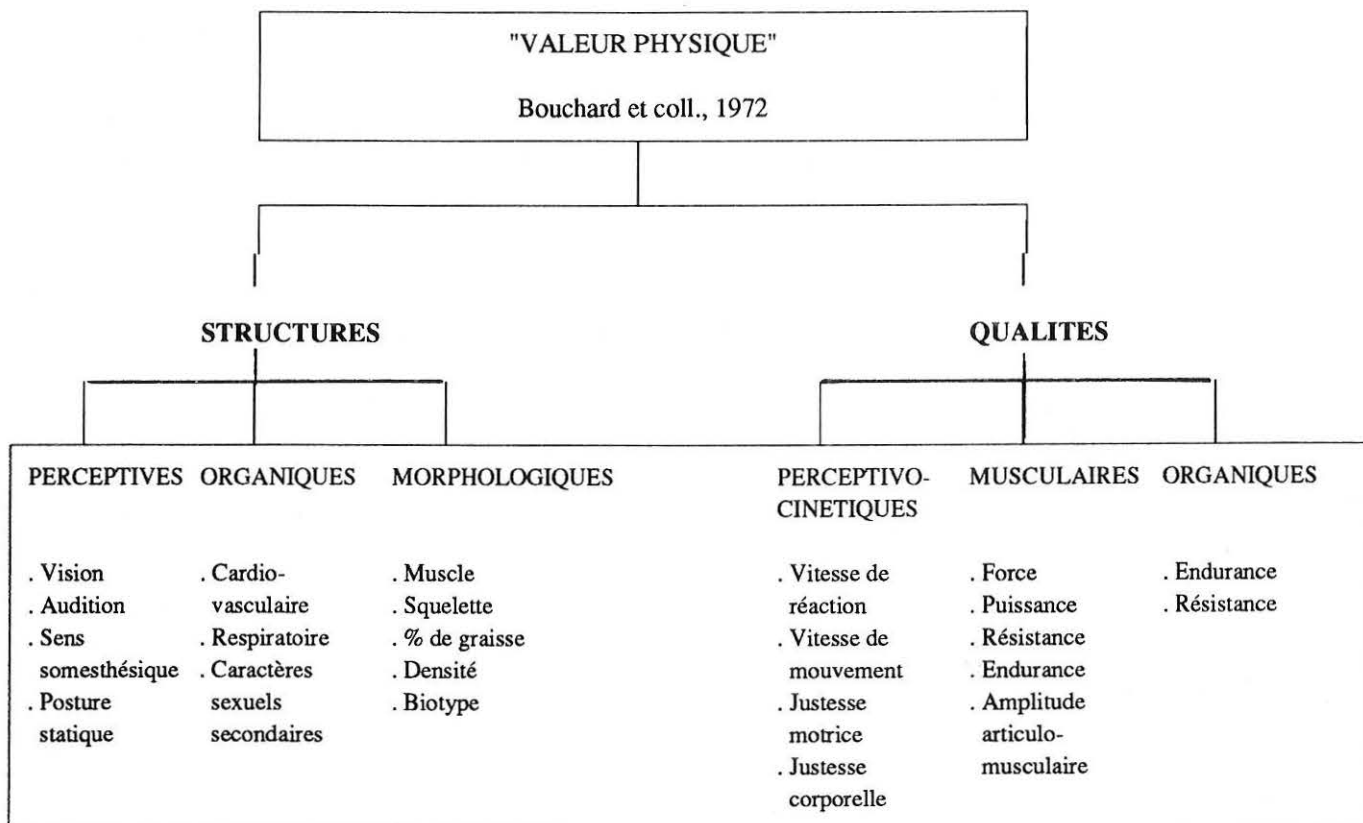 "VALEUR PHYSIQUE"
Bouchard et coll., 1972
STRUCTURES
QUALITES
PERCEPTIVES
. Vision
. Audition
. Sens
somesthésique
. Posture
statique
ORGANIQUES
. Cardio-
vasculaire
. Respiratoire
. Caractères
sexuels
secondaires
MORPHOLOGIQUES
. Muscle
. Squelette
. % de graisse
. Densité
. Biotype
PERCEPTIVO-
CINETIQUES
. Vitesse de
réaction
. Vitesse de
mouvement
. Justesse
motrice
. Justesse
corporelle
MUSCULAIRES
. Force
. Puissance
. Résistance
. Endurance
. Amplitude
articulo-
musculaire
ORGANIQUES
. Endurance
. Résistance